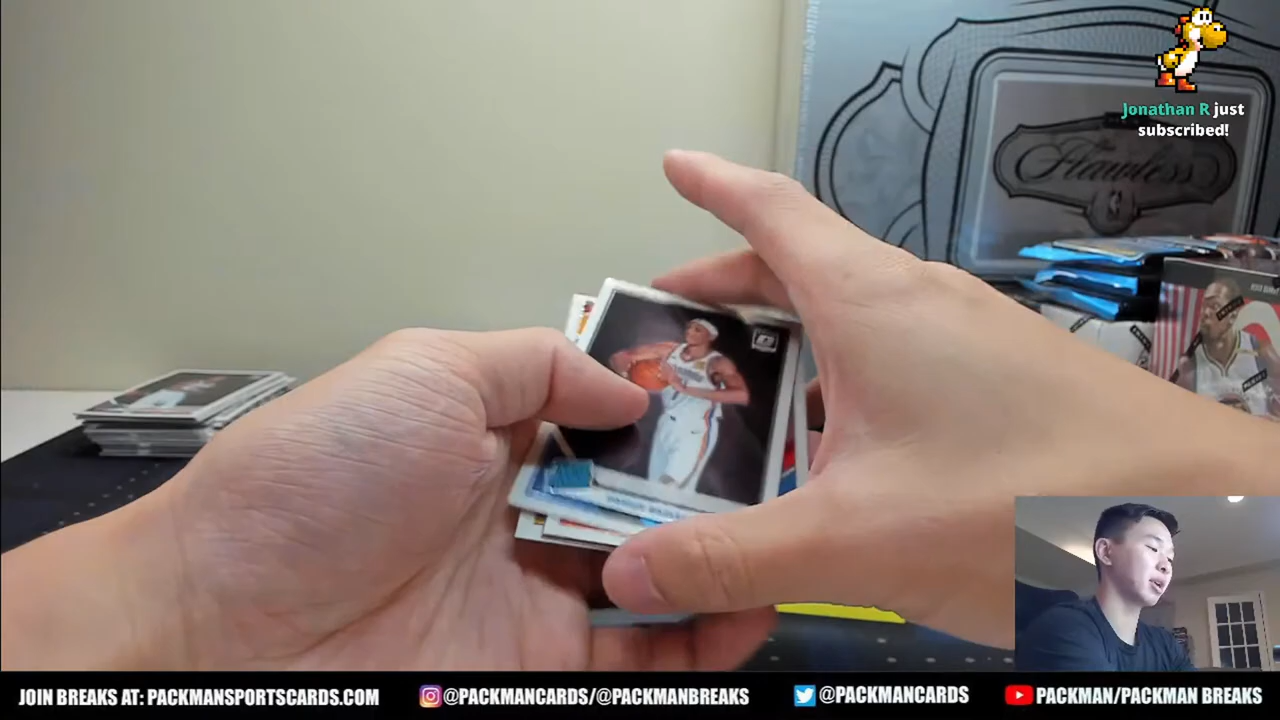 Jonathan R just
subscribed!
Flawless
JOIN BREAKS AT: PACKMANSPORTSCARDS.COM
@PACKMANCARDS/@PACKMANBREAKS
@PACKMANCARDS
PACKMAN/PACKMAN BREAKS